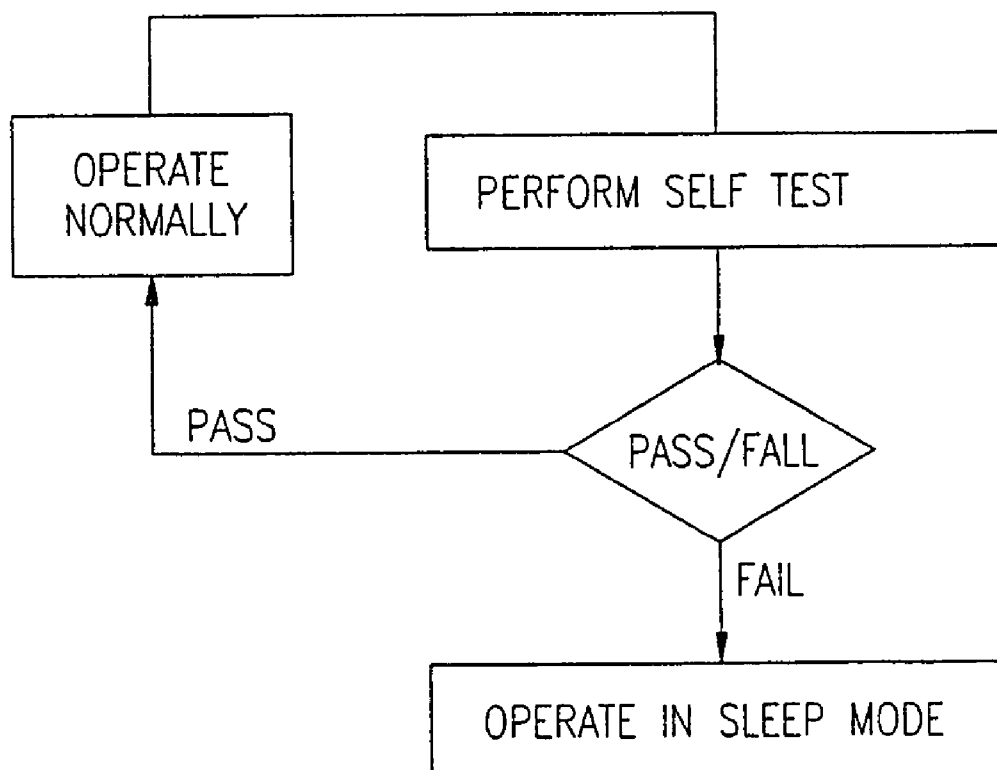 OPERATE
NORMALLY
PERFORM SELF TEST
PASS
PASS/FALL
FAIL
OPERATE IN SLEEP MODE